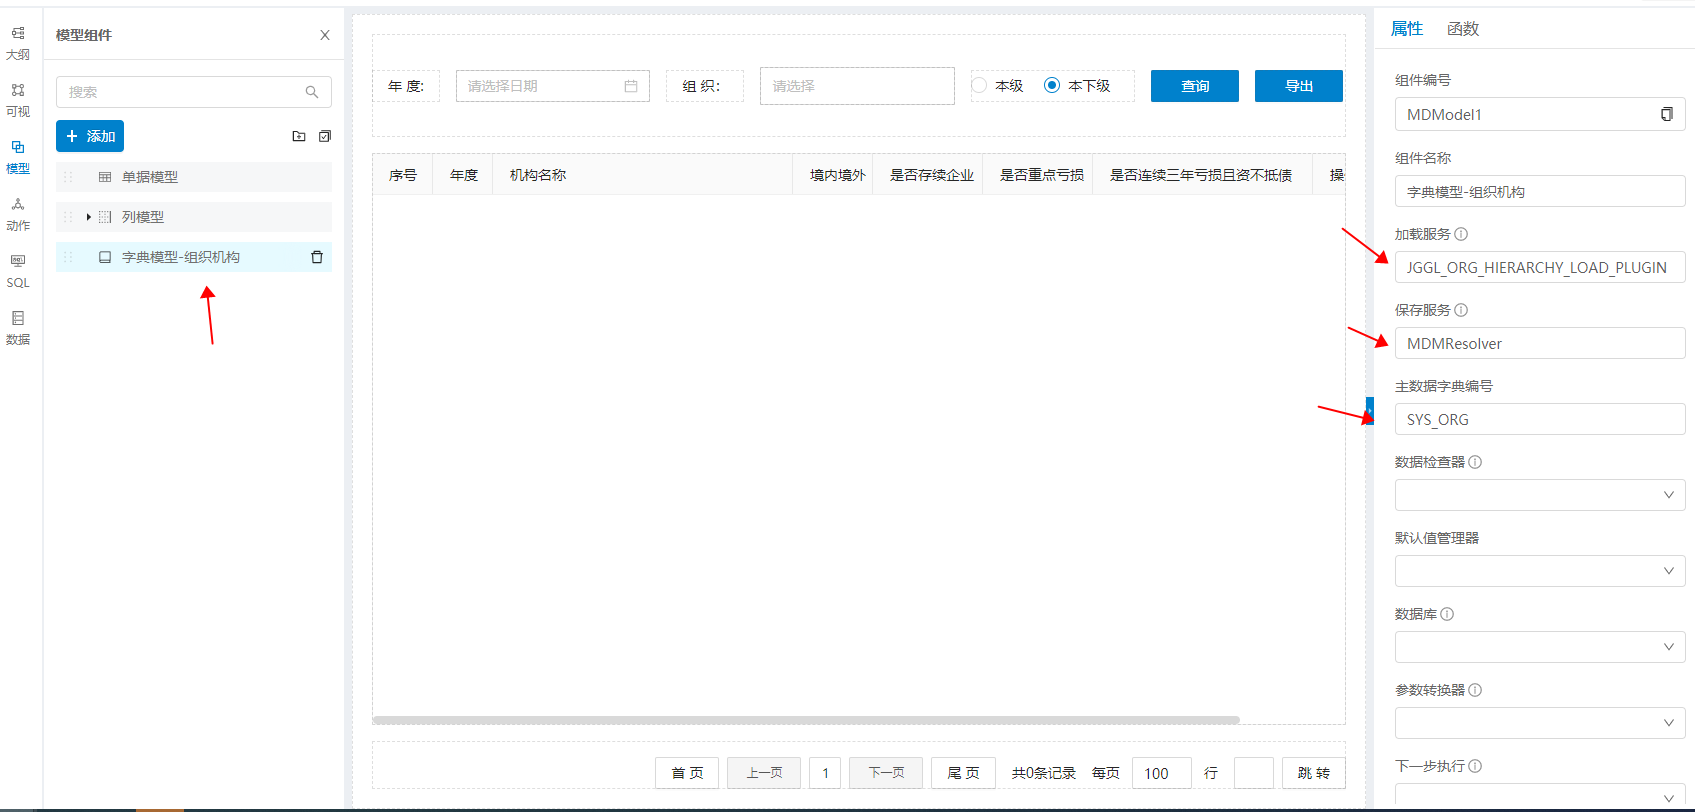 大纲
可视
模型
动作
SQL
数据
模型组件
搜索
添加
单据模型
列模型
字典模型-组织机构
年 度:
请选择日期
组 织:
请选择
本级
本下级
查询
导出
序号
年度
机构名称
境内境外
是否存续企业
是否重点亏损
是否连续三年亏损且资不抵债
首 页
上一页
1
下一页
尾 页
共0条记录
每页
100
行
跳 转
属性
函数
组件编号
MDModel1
组件名称
字典模型-组织机构
加载服务
JGGL_ORG_HIERARCHY_LOAD_PLUGIN
保存服务
MDMResolver
主数据字典编号
SYS_ORG
数据检查器
默认值管理器
数据库
参数转换器
下一步执行